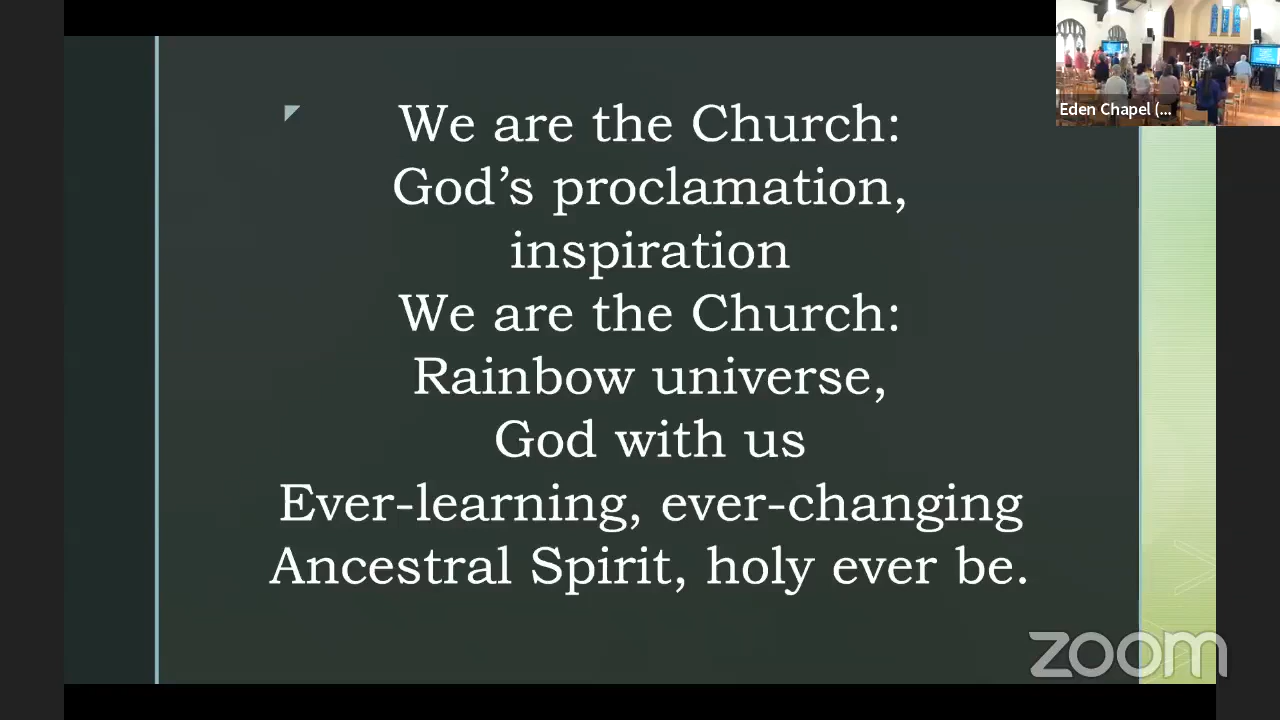 We are the Church:
God’s proclamation,
inspiration
We are the Church:
Rainbow universe,
God with us
Ever-learning, ever-changing
Ancestral Spirit, holy ever be.
Eden Chapel (...
zoom